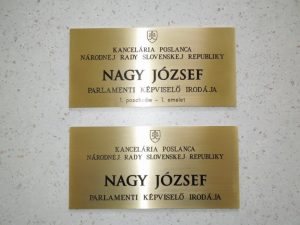 KANCELÁRIA POSLANCA
NÁRODNEJ RADY SLOVENSKEJ REPUBLIKY
NAGY JÓZSEF
PARLAMENTI KÉPVISELŐ IRODÁJA
1. poschodie - 1. emelet
KANCELÁRIA POSLANCA
NÁRODNEJ RADY SLOVENSKEJ REPUBLIKY
NAGY JÓZSEF
PARLAMENTI KÉPVISELŐ IRODÁJA